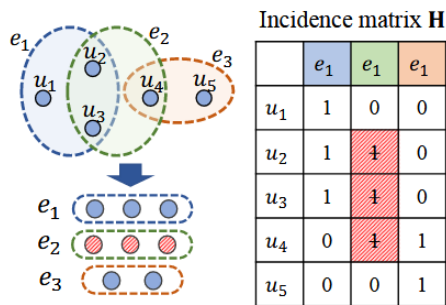 Incidence matrix H
e₁ e₂ e₃
u₁ u₂ u₃ u₄ u₅
e₁
e₂
e₃
e₁ e₁ e₁
u₁ 1 0 0
u₂ 1 1 0
u₃ 1 1 0
u₄ 0 1 1
u₅ 0 0 1